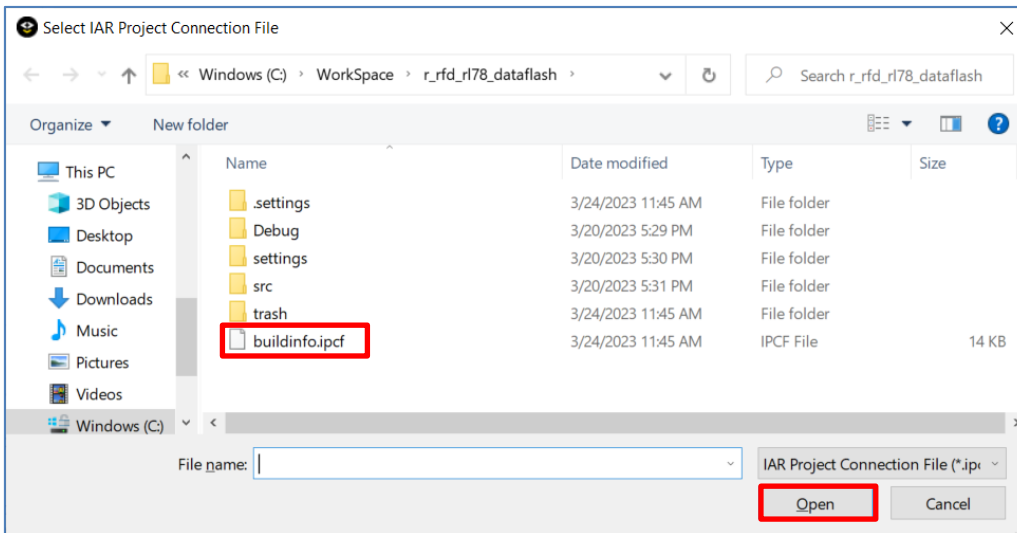 Select IAR Project Connection File
« Windows (C:) › WorkSpace › r_rfd_rl78_dataflash ›
Search r_rfd_rl78_dataflash
Organize
New folder
Name Date modified Type Size
This PC
3D Objects
Desktop
Documents
Downloads
Music
Pictures
Videos
Windows (C:)
.settings 3/24/2023 11:45 AM File folder
Debug 3/20/2023 5:29 PM File folder
settings 3/20/2023 5:30 PM File folder
src 3/20/2023 5:31 PM File folder
trash 3/24/2023 11:45 AM File folder
buildinfo.ipcf 3/24/2023 11:45 AM IPCF File 14 KB
File name:
IAR Project Connection File (*.ipc
Open Cancel